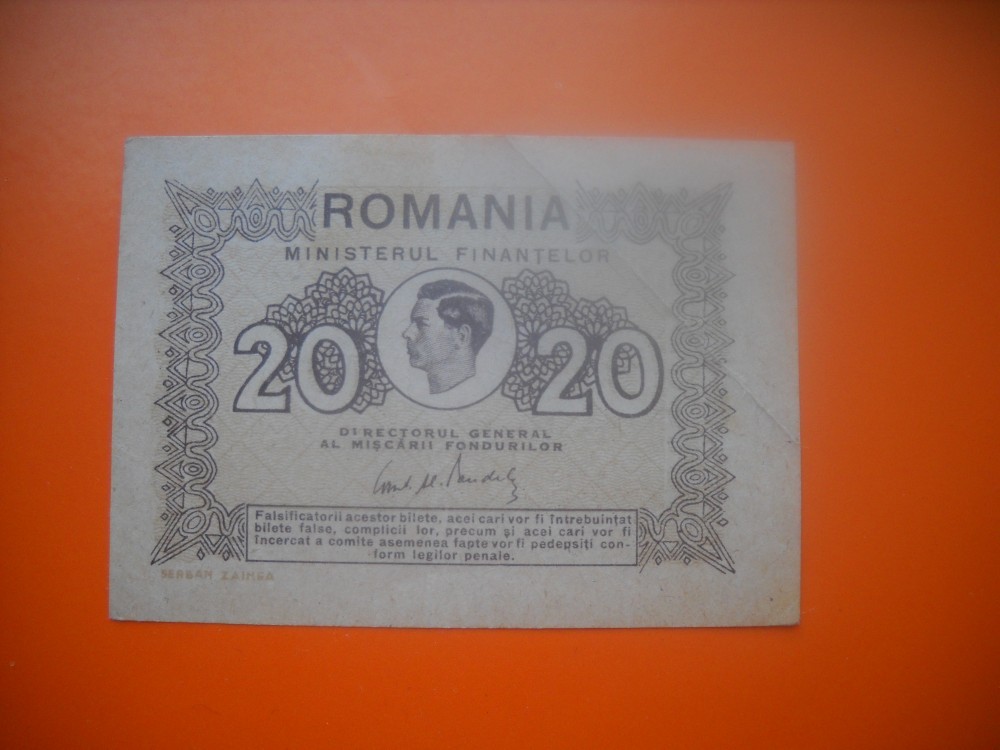 ROMANIA
MINISTERUL FINANȚELOR
20 20
DIRECTORUL GENERAL
AL MIȘCĂRII FONDURILOR
Falsificatorii acestor bilete, acei cari vor fi întrebuințat
bilete false, complicii lor, precum și acei cari vor fi
încercat a comite asemenea fapte vor fi pedepsiți con-
form legilor penale.
SERBAN ZAINEA